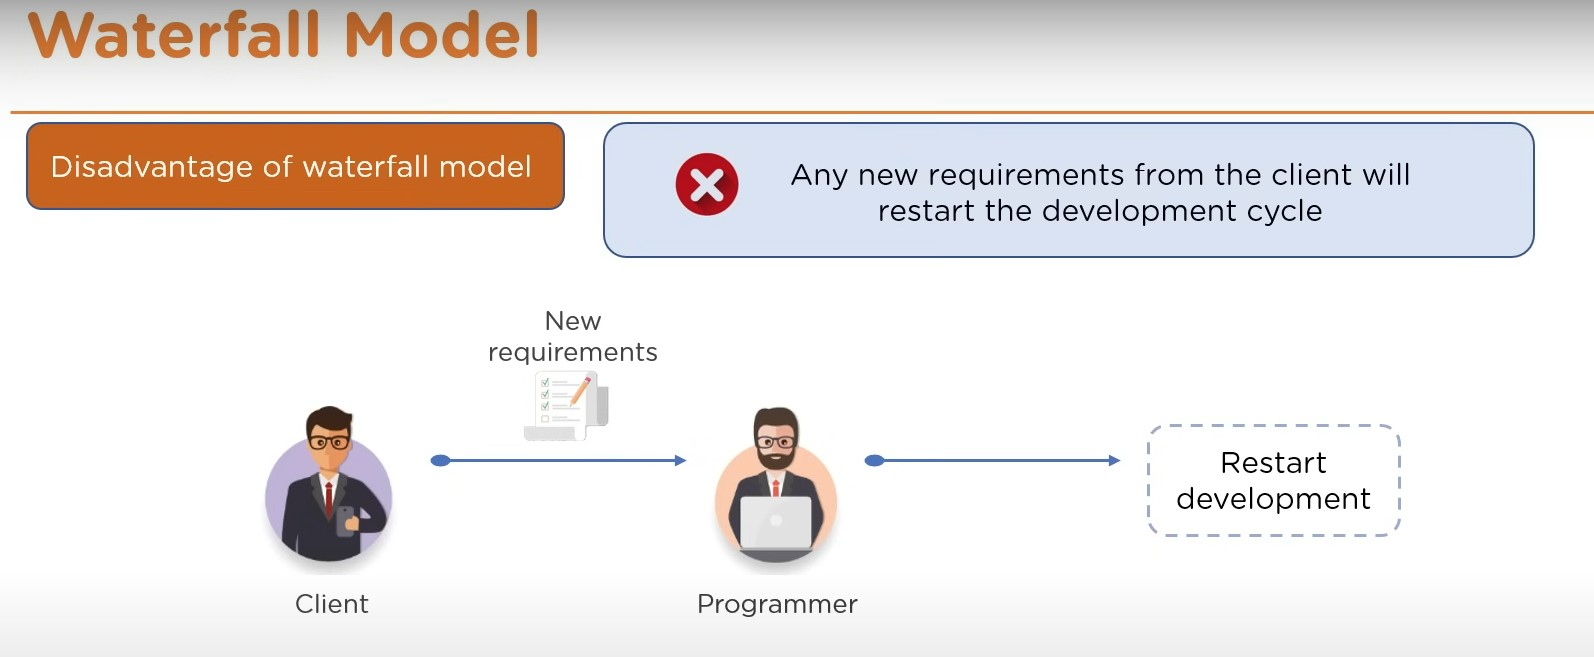 Waterfall Model
Disadvantage of waterfall model
Any new requirements from the client will
restart the development cycle
New
requirements
Restart
development
Client
Programmer